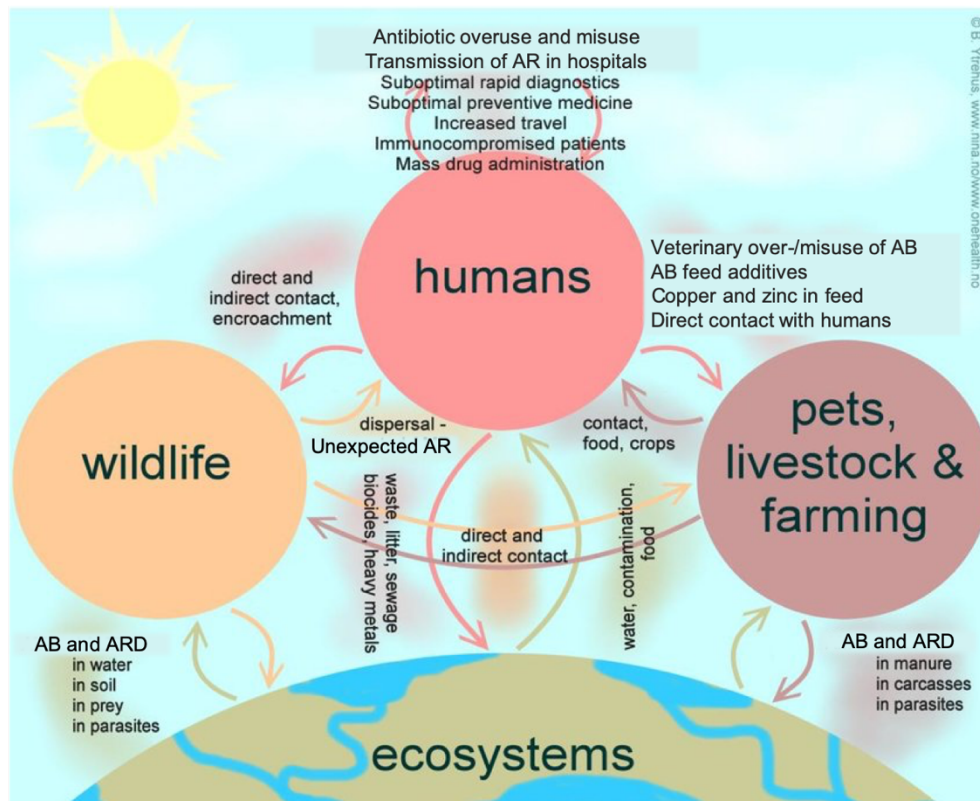 Antibiotic overuse and misuse
Transmission of AR in hospitals
Suboptimal rapid diagnostics
Suboptimal preventive medicine
Increased travel
Immunocompromised patients
Mass drug administration
© B. Ytrehus, www.nina.no/www.onehealth.no
humans
Veterinary over-/misuse of AB
AB feed additives
Copper and zinc in feed
Direct contact with humans
direct and
indirect contact,
encroachment
wildlife
dispersal -
Unexpected AR
contact,
food, crops
pets,
livestock &
farming
waste, litter, sewage
biocides, heavy metals
direct and
indirect contact
water, contamination,
food
AB and ARD
in water
in soil
in prey
in parasites
AB and ARD
in manure
in carcasses
in parasites
ecosystems